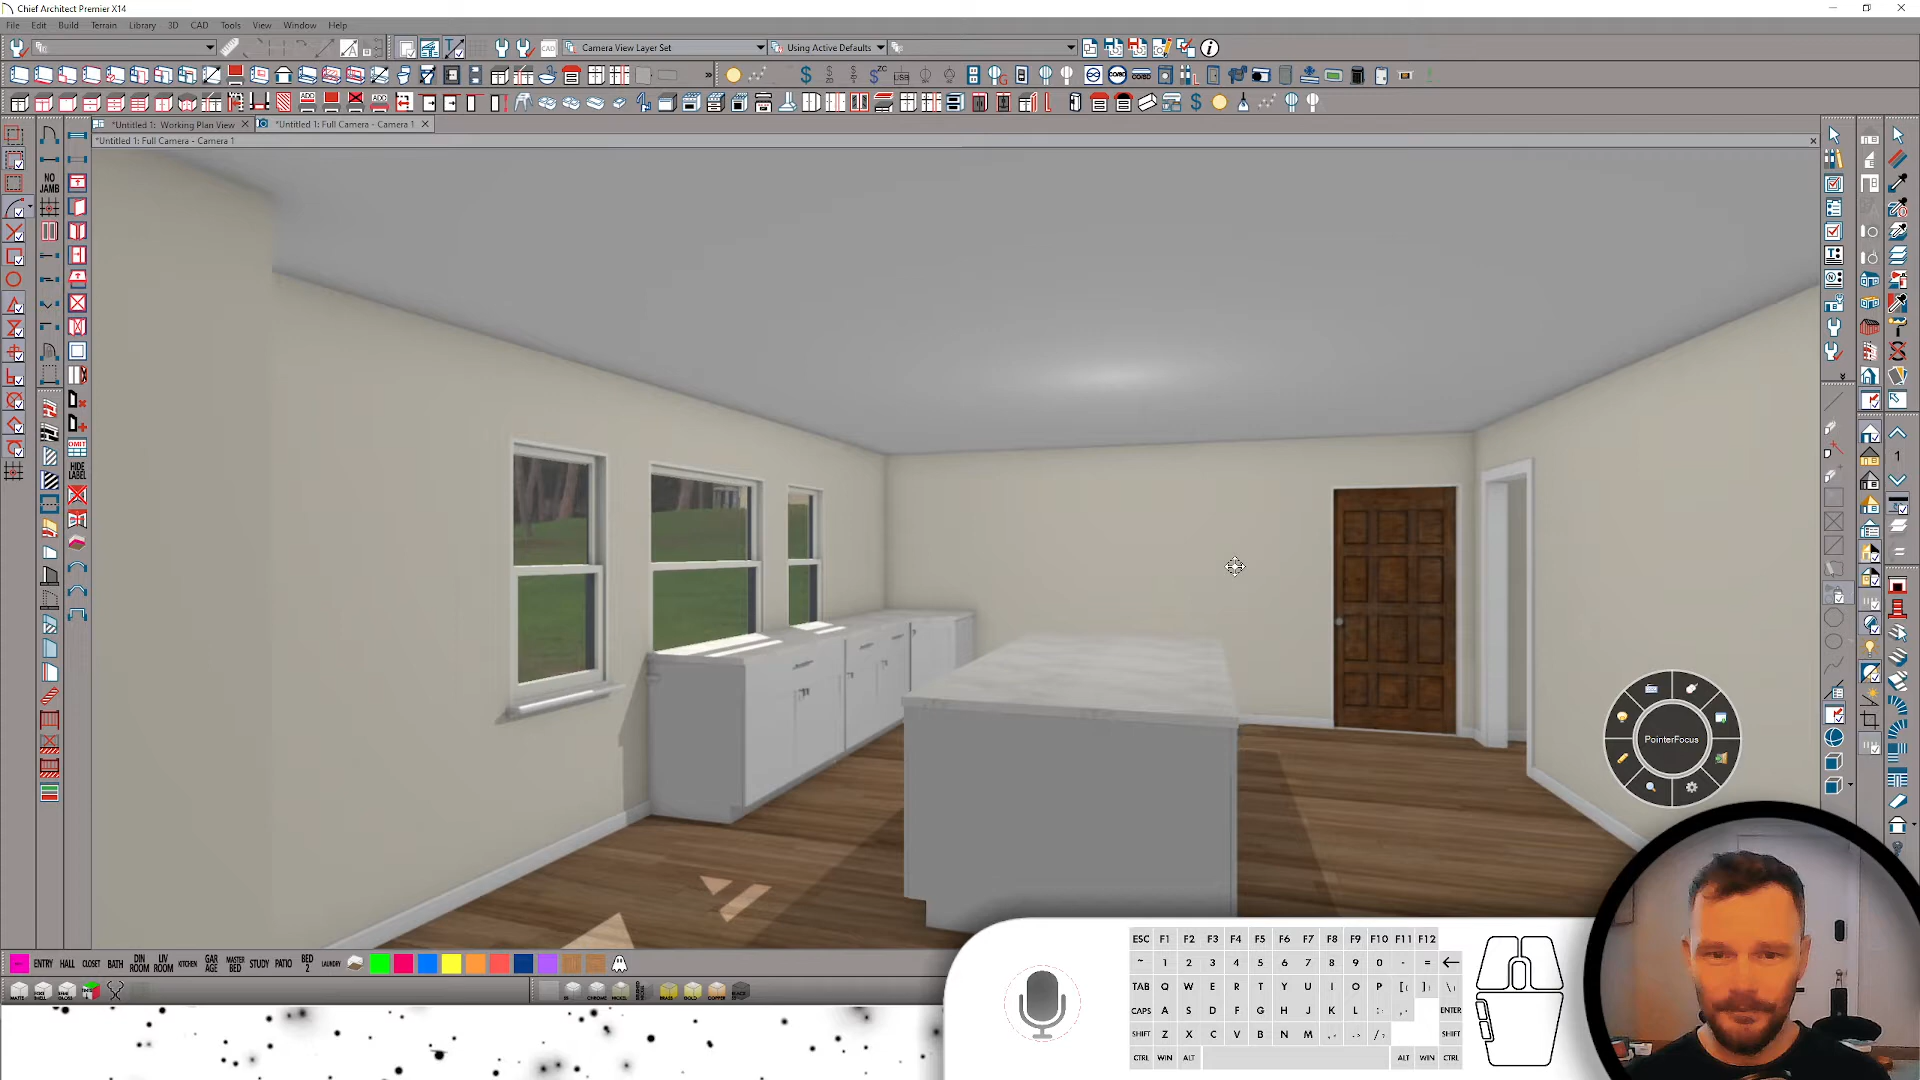 Chief Architect Premier X14
File Edit Build Terrain Library 3D CAD Tools View Window Help
Camera View Layer Set
Using Active Defaults
*Untitled 1: Working Plan View
*Untitled 1: Full Camera - Camera 1
*Untitled 1: Full Camera - Camera 1
NO JAMB
OMIT
HIDE LABEL
1
PointerFocus
ENTRY HALL CLOSET BATH DIN ROOM LIV ROOM KITCHEN GAR AGE MASTER BED STUDY PATIO BED 2 LAUNDRY
ESC F1 F2 F3 F4 F5 F6 F7 F8 F9 F10 F11 F12
~ 1 2 3 4 5 6 7 8 9 0 - =
TAB Q W E R T Y U I O P [ ] \
CAPS A S D F G H J K L ENTER
SHIFT Z X C V B N M SHIFT
CTRL WIN ALT ALT WIN CTRL